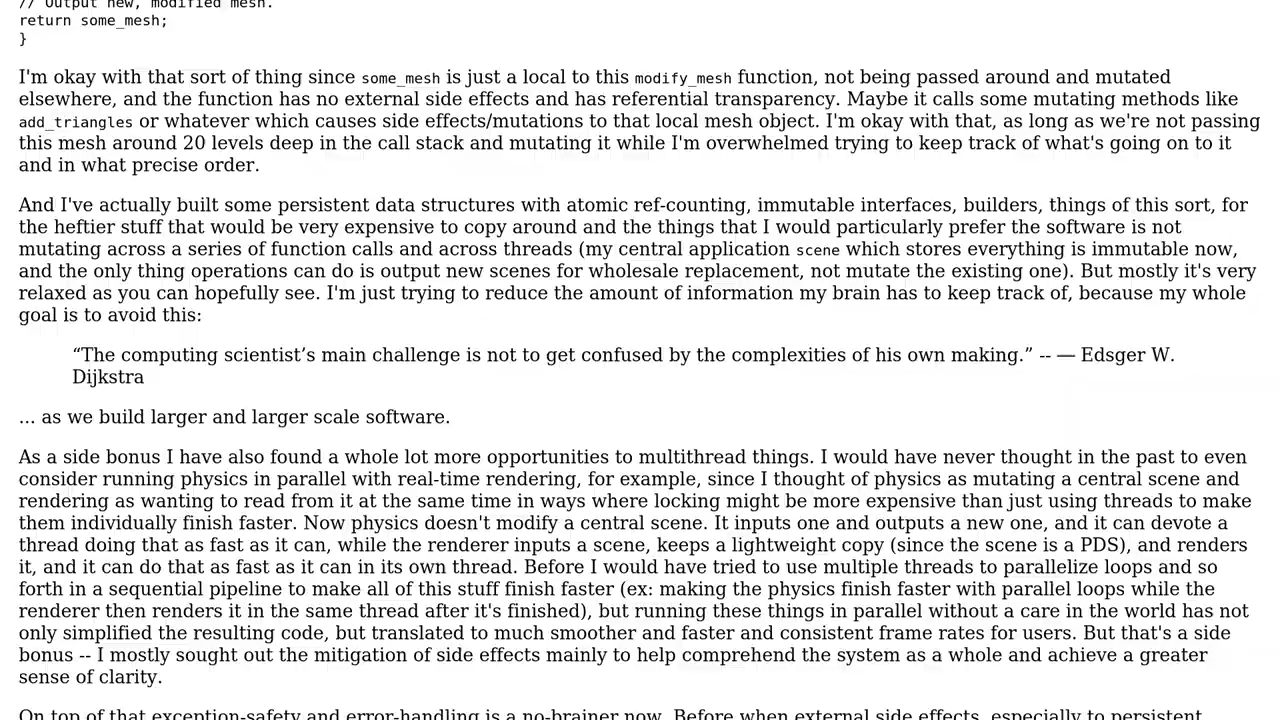 // Output new, modified mesh.
return some_mesh;
}
I'm okay with that sort of thing since some_mesh is just a local to this modify_mesh function, not being passed around and mutated
elsewhere, and the function has no external side effects and has referential transparency. Maybe it calls some mutating methods like
add_triangles or whatever which causes side effects/mutations to that local mesh object. I'm okay with that, as long as we're not passing
this mesh around 20 levels deep in the call stack and mutating it while I'm overwhelmed trying to keep track of what's going on to it
and in what precise order.
And I've actually built some persistent data structures with atomic ref-counting, immutable interfaces, builders, things of this sort, for
the heftier stuff that would be very expensive to copy around and the things that I would particularly prefer the software is not
mutating across a series of function calls and across threads (my central application scene which stores everything is immutable now,
and the only thing operations can do is output new scenes for wholesale replacement, not mutate the existing one). But mostly it's very
relaxed as you can hopefully see. I'm just trying to reduce the amount of information my brain has to keep track of, because my whole
goal is to avoid this:
“The computing scientist’s main challenge is not to get confused by the complexities of his own making.” -- — Edsger W.
Dijkstra
... as we build larger and larger scale software.
As a side bonus I have also found a whole lot more opportunities to multithread things. I would have never thought in the past to even
consider running physics in parallel with real-time rendering, for example, since I thought of physics as mutating a central scene and
rendering as wanting to read from it at the same time in ways where locking might be more expensive than just using threads to make
them individually finish faster. Now physics doesn't modify a central scene. It inputs one and outputs a new one, and it can devote a
thread doing that as fast as it can, while the renderer inputs a scene, keeps a lightweight copy (since the scene is a PDS), and renders
it, and it can do that as fast as it can in its own thread. Before I would have tried to use multiple threads to parallelize loops and so
forth in a sequential pipeline to make all of this stuff finish faster (ex: making the physics finish faster with parallel loops while the
renderer then renders it in the same thread after it's finished), but running these things in parallel without a care in the world has not
only simplified the resulting code, but translated to much smoother and faster and consistent frame rates for users. But that's a side
bonus -- I mostly sought out the mitigation of side effects mainly to help comprehend the system as a whole and achieve a greater
sense of clarity.
On top of that exception-safety and error-handling is a no-brainer now. Before when external side effects, especially to persistent